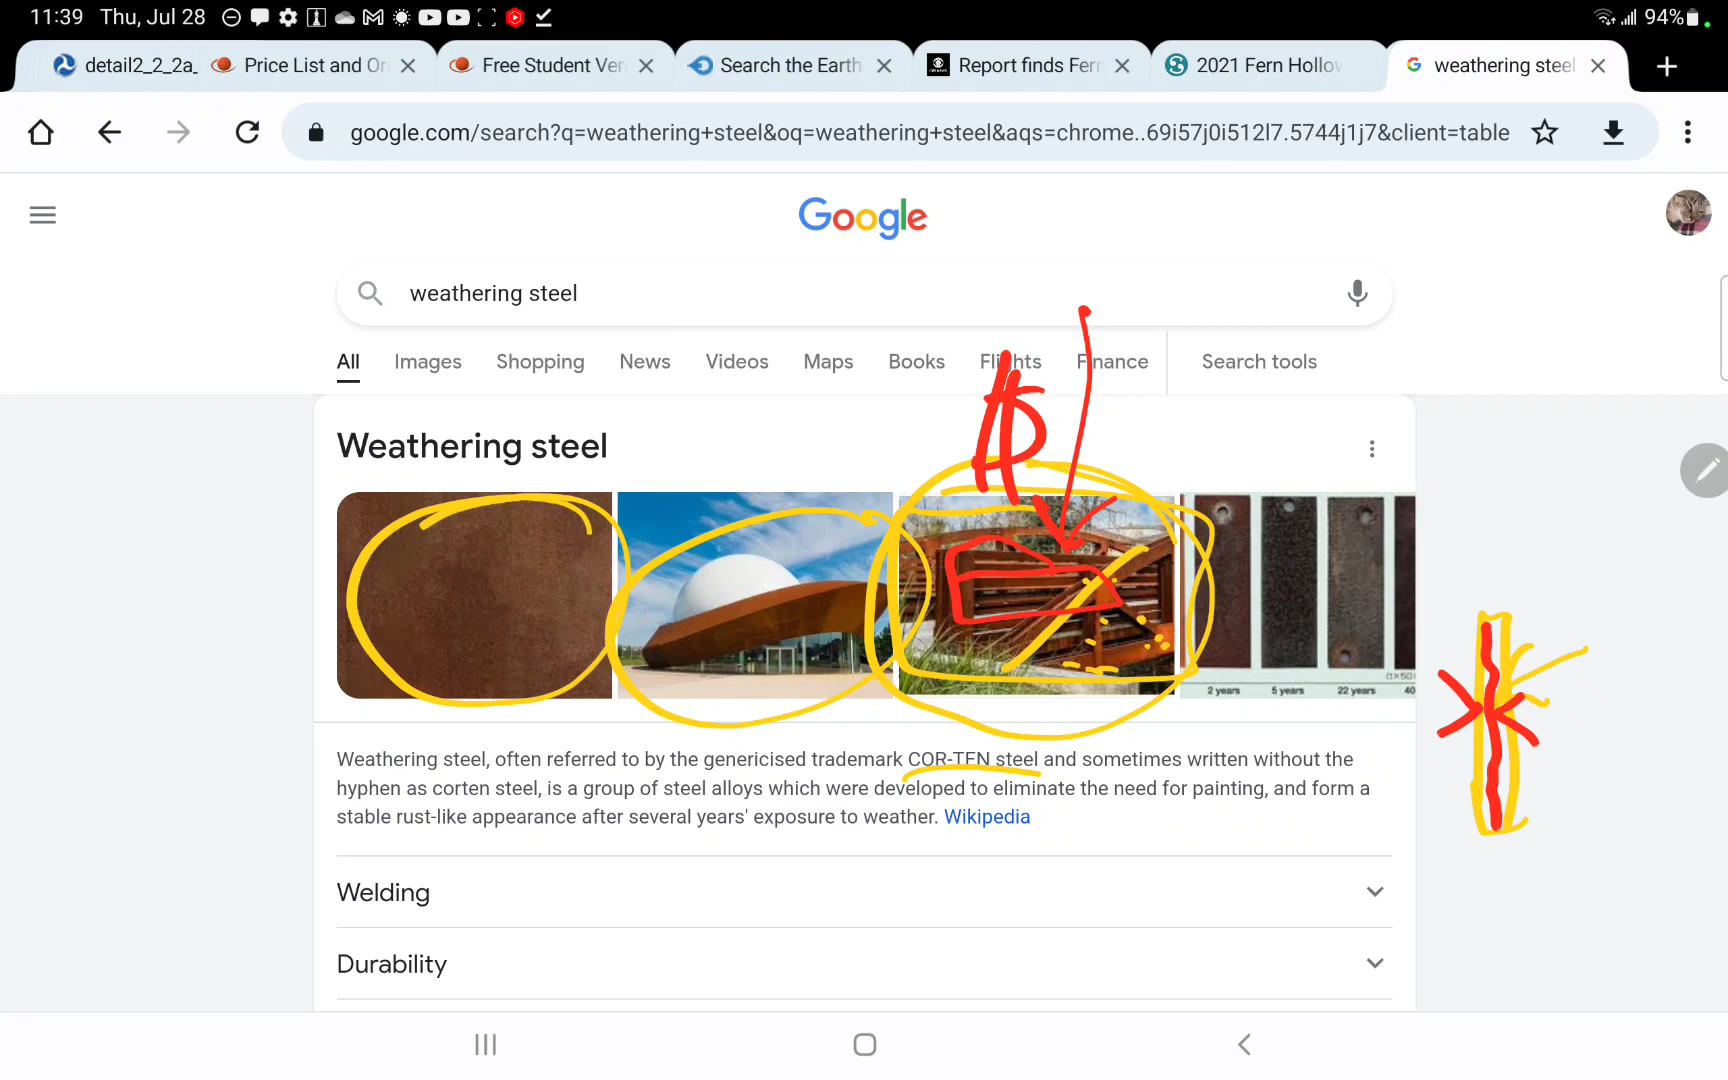 11:39 Thu, Jul 28 94%
detail2_2_2a_ Price List and Or Free Student Ver Search the Earth Report finds Fern 2021 Fern Hollow weathering steel
google.com/search?q=weathering+steel&oq=weathering+steel&aqs=chrome..69i57j0i512l7.5744j1j7&client=table
Google
weathering steel
All Images Shopping News Videos Maps Books Flights Finance Search tools
Weathering steel
(1x50)
2 years 5 years 22 years 40
Weathering steel, often referred to by the genericised trademark COR-TEN steel and sometimes written without the
hyphen as corten steel, is a group of steel alloys which were developed to eliminate the need for painting, and form a
stable rust-like appearance after several years' exposure to weather. Wikipedia
Welding
Durability